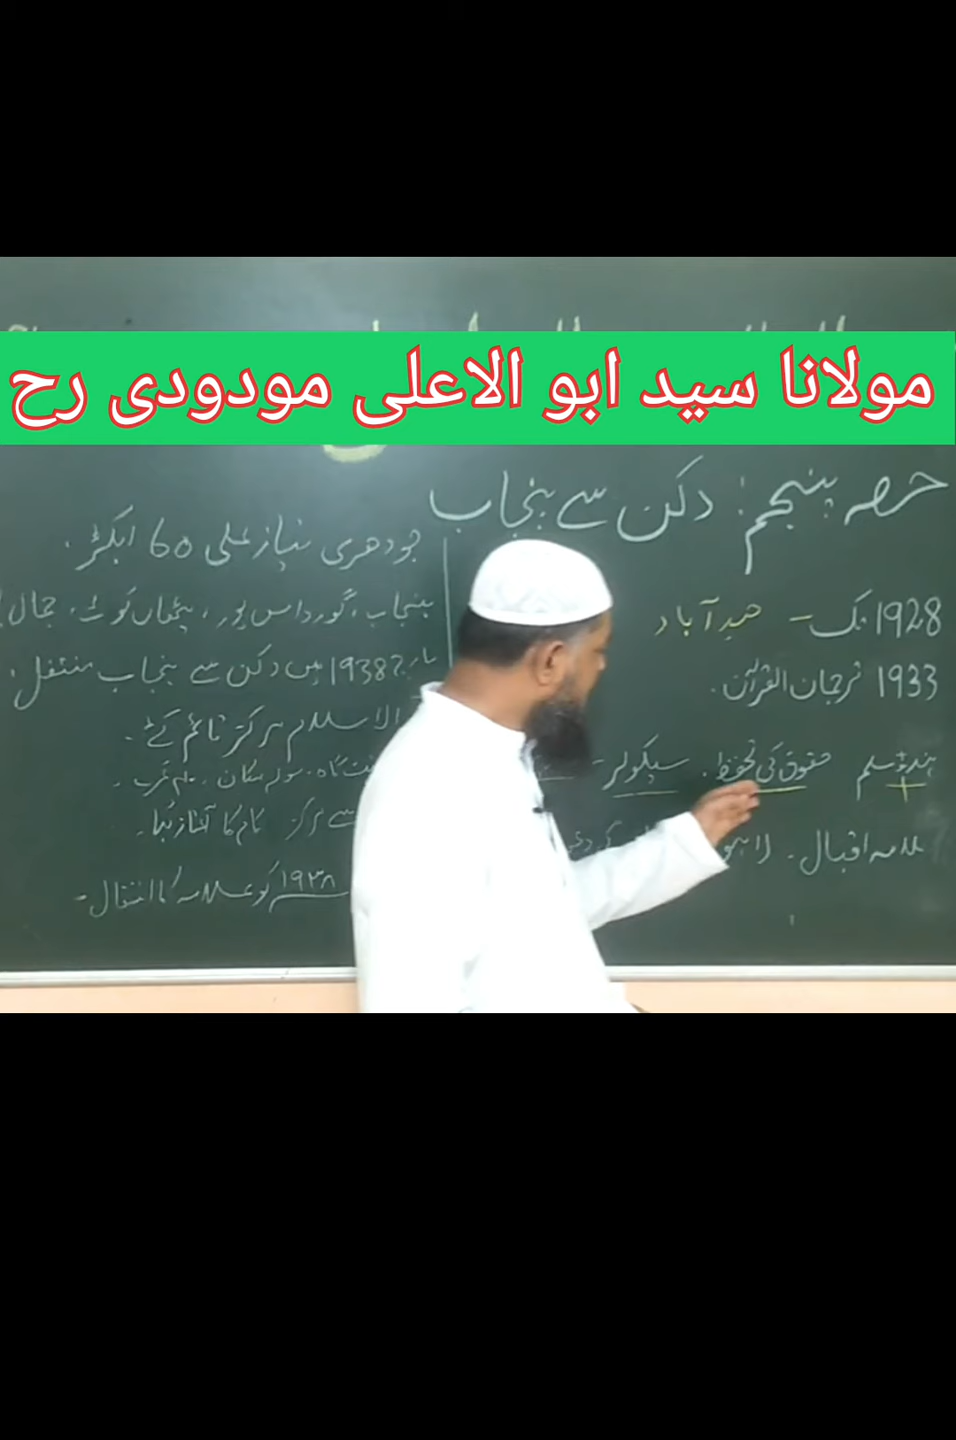 مولانا سید ابو الاعلی مودودی رح
حصہ پنجم: دکن سے پنجاب
1928 تک – حیدرآباد
1933 ترجمان القرآن.
ہندو مسلم حقوق کی تحفظ. سیکولر –
علامہ اقبال - لاہور
چودھری نیاز علی 60 ایکڑ.
پنجاب، گورداس پور، پٹھان کوٹ، جمال
1938 میں دکن سے پنجاب منتقل.
الاسلام مرکز قائم کئے -
مکان.
سے مرکز کام کا آغاز کیا -
۱۹۳۸ کو علامہ کا انتقال -